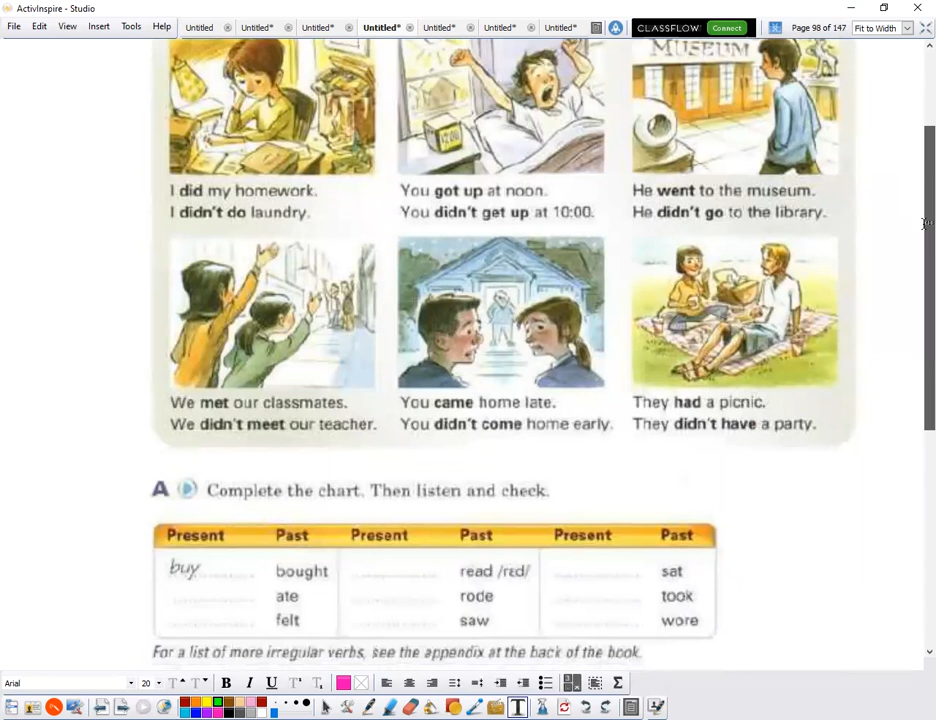 ActivInspire - Studio
File Edit View Insert Tools Help Untitled Untitled* Untitled* Untitled* Untitled* Untitled* Untitled* CLASSFLOW Connect Page 98 of 147 Fit to Width
MUSEUM
12:00
I did my homework. You got up at noon. He went to the museum.
I didn't do laundry. You didn't get up at 10:00. He didn't go to the library.
We met our classmates. You came home late. They had a picnic.
We didn't meet our teacher. You didn't come home early. They didn't have a party.
A Complete the chart. Then listen and check.
Present Past Present Past Present Past
buy bought read /rɛd/ sat
ate rode took
felt saw wore
For a list of more irregular verbs, see the appendix at the back of the book.
Arial 20 B I U